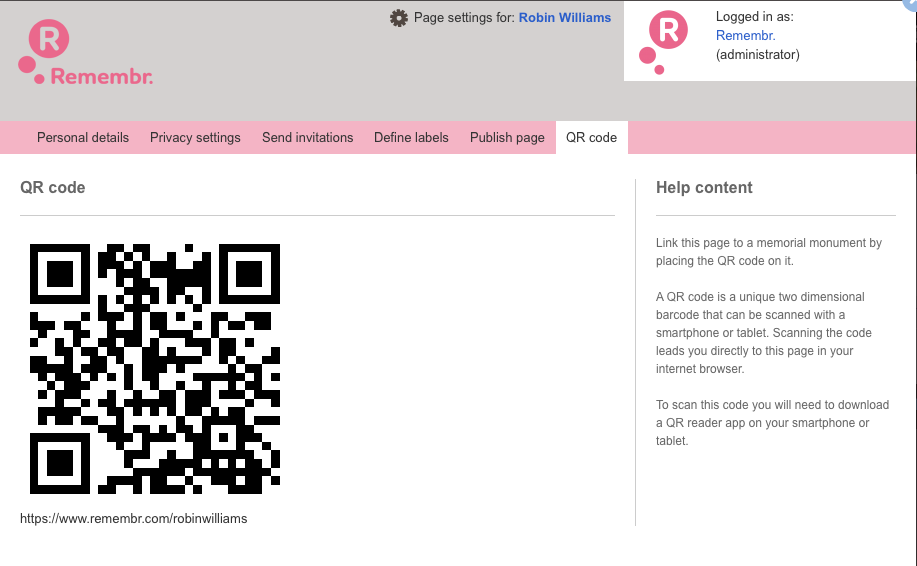 R
Remembr.
Page settings for: Robin Williams
R
Logged in as:
Remembr.
(administrator)
Personal details Privacy settings Send invitations Define labels Publish page QR code
QR code
https://www.remembr.com/robinwilliams
Help content
Link this page to a memorial monument by
placing the QR code on it.
A QR code is a unique two dimensional
barcode that can be scanned with a
smartphone or tablet. Scanning the code
leads you directly to this page in your
internet browser.
To scan this code you will need to download
a QR reader app on your smartphone or
tablet.